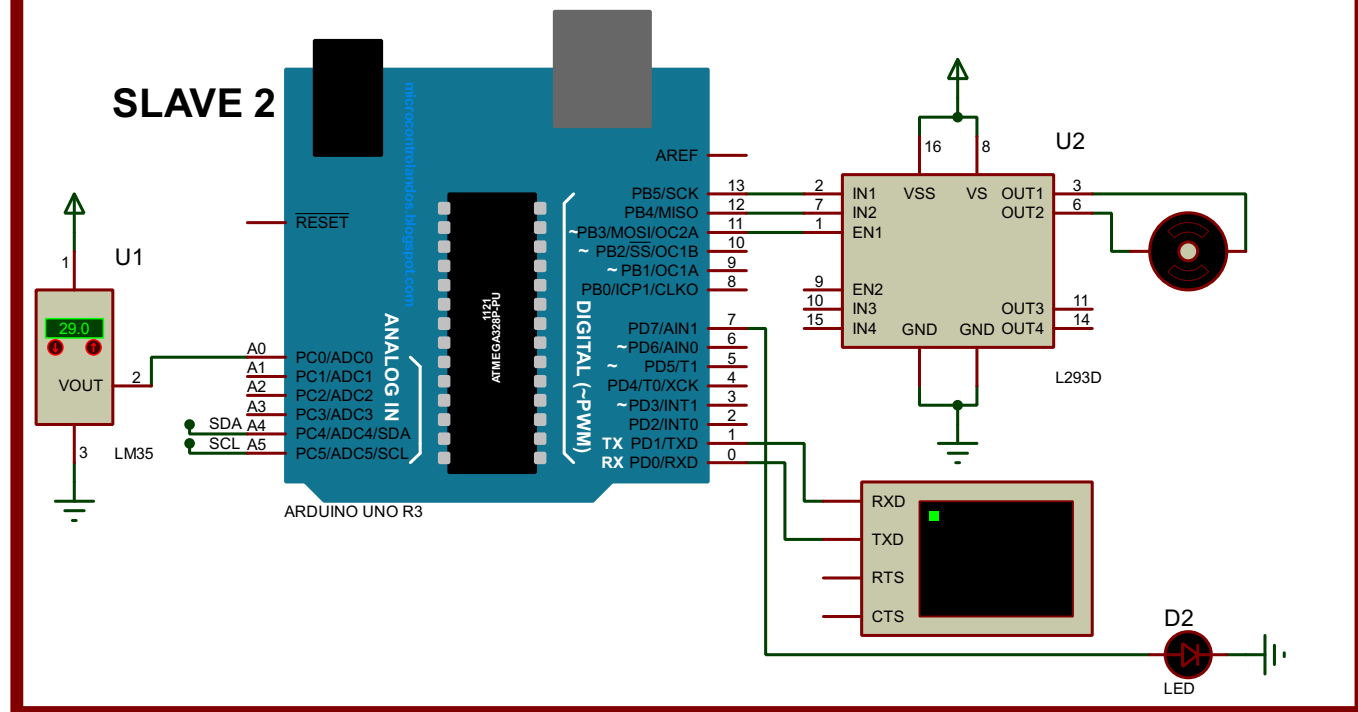 SLAVE 2
microcontrolandos.blogspot.com
ARDUINO UNO R3
1121
ATMEGA328P-PU
ANALOG IN
DIGITAL (~PWM)
RESET
A0 PC0/ADC0
A1 PC1/ADC1
A2 PC2/ADC2
A3 PC3/ADC3
SDA A4 PC4/ADC4/SDA
SCL A5 PC5/ADC5/SCL
AREF
PB5/SCK 13
PB4/MISO 12
~PB3/MOSI/OC2A 11
~ PB2/SS/OC1B 10
~ PB1/OC1A 9
PB0/ICP1/CLKO 8
PD7/AIN1 7
~PD6/AIN0 6
~ PD5/T1 5
PD4/T0/XCK 4
~PD3/INT1 3
PD2/INT0 2
TX PD1/TXD 1
RX PD0/RXD 0
U1
1
29.0
VOUT 2
3
LM35
U2
16 8
VSS VS
2 IN1
7 IN2
1 EN1
9 EN2
10 IN3
15 IN4
OUT1 3
OUT2 6
OUT3 11
OUT4 14
GND GND
L293D
RXD
TXD
RTS
CTS
D2
LED